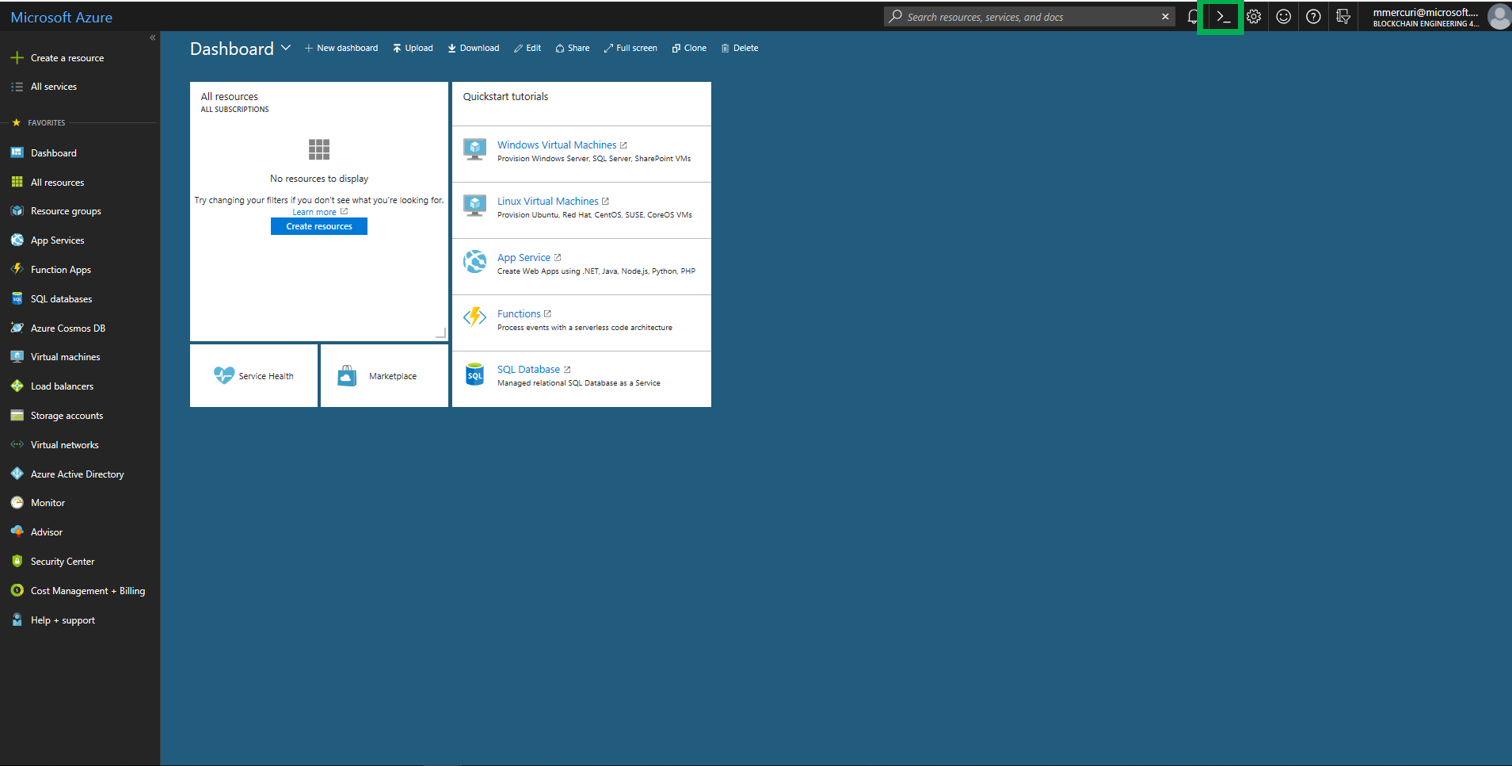 Microsoft Azure
Search resources, services, and docs
mmercuri@microsoft....
BLOCKCHAIN ENGINEERING 4...
Create a resource
All services
FAVORITES
Dashboard
All resources
Resource groups
App Services
Function Apps
SQL databases
Azure Cosmos DB
Virtual machines
Load balancers
Storage accounts
Virtual networks
Azure Active Directory
Monitor
Advisor
Security Center
Cost Management + Billing
Help + support
Dashboard
New dashboard
Upload
Download
Edit
Share
Full screen
Clone
Delete
All resources
ALL SUBSCRIPTIONS
No resources to display
Try changing your filters if you don't see what you're looking for.
Learn more
Create resources
Service Health
Marketplace
Quickstart tutorials
Windows Virtual Machines
Provision Windows Server, SQL Server, SharePoint VMs
Linux Virtual Machines
Provision Ubuntu, Red Hat, CentOS, SUSE, CoreOS VMs
App Service
Create Web Apps using .NET, Java, Node.js, Python, PHP
Functions
Process events with a serverless code architecture
SQL
SQL Database
Managed relational SQL Database as a Service